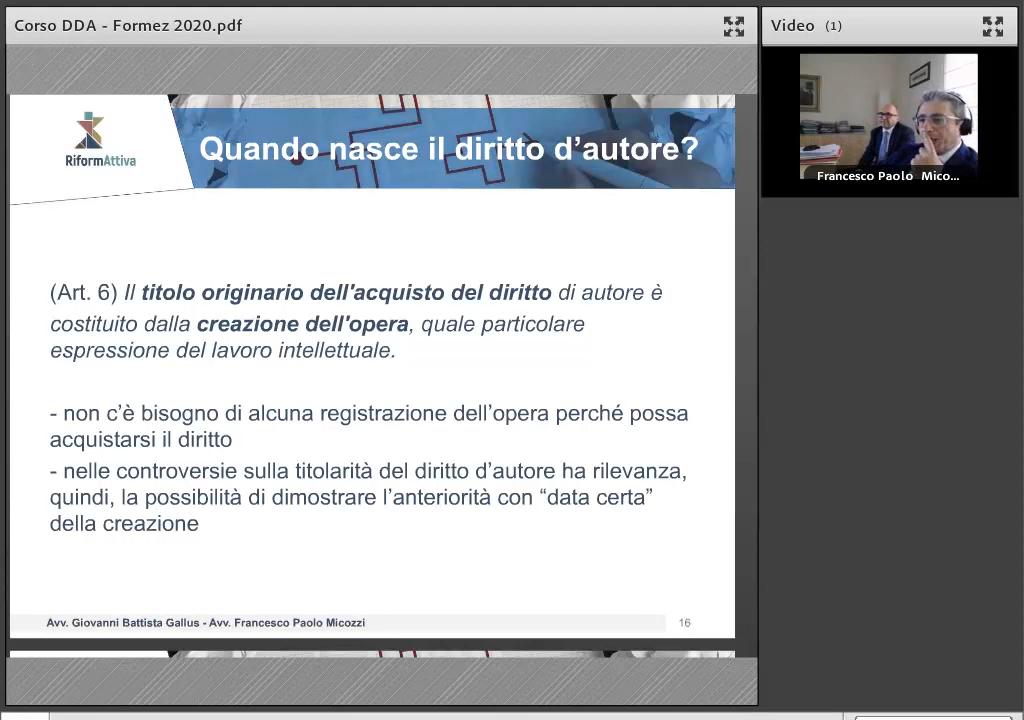 Corso DDA - Formez 2020.pdf
Video (1)
RiformAttiva
Quando nasce il diritto d’autore?
Francesco Paolo Mico...
(Art. 6) Il titolo originario dell'acquisto del diritto di autore è
costituito dalla creazione dell'opera, quale particolare
espressione del lavoro intellettuale.
- non c’è bisogno di alcuna registrazione dell’opera perché possa
acquistarsi il diritto
- nelle controversie sulla titolarità del diritto d’autore ha rilevanza,
quindi, la possibilità di dimostrare l’anteriorità con “data certa”
della creazione
Avv. Giovanni Battista Gallus - Avv. Francesco Paolo Micozzi
16